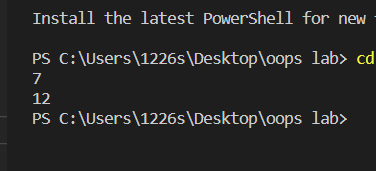 Install the latest PowerShell for new
PS C:\Users\1226s\Desktop\oops lab> cd
7
12
PS C:\Users\1226s\Desktop\oops lab>